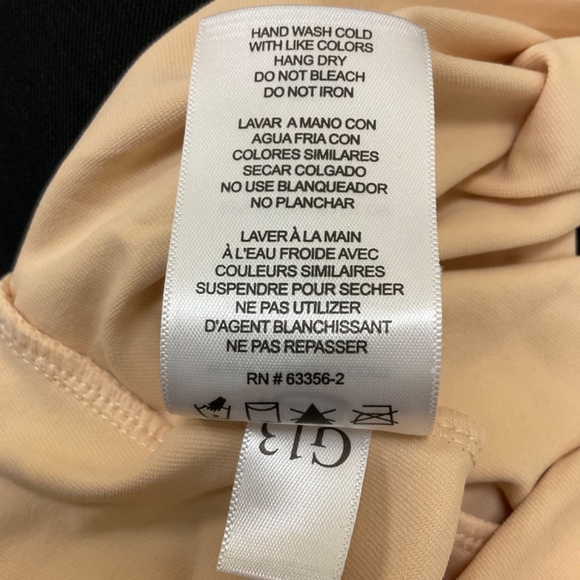 HAND WASH COLD
WITH LIKE COLORS
HANG DRY
DO NOT BLEACH
DO NOT IRON
LAVAR A MANO CON
AGUA FRIA CON
COLORES SIMILARES
SECAR COLGADO
NO USE BLANQUEADOR
NO PLANCHAR
LAVER À LA MAIN
À L'EAU FROIDE AVEC
COULEURS SIMILAIRES
SUSPENDRE POUR SECHER
NE PAS UTILIZER
D'AGENT BLANCHISSANT
NE PAS REPASSER
RN # 63356-2
G13